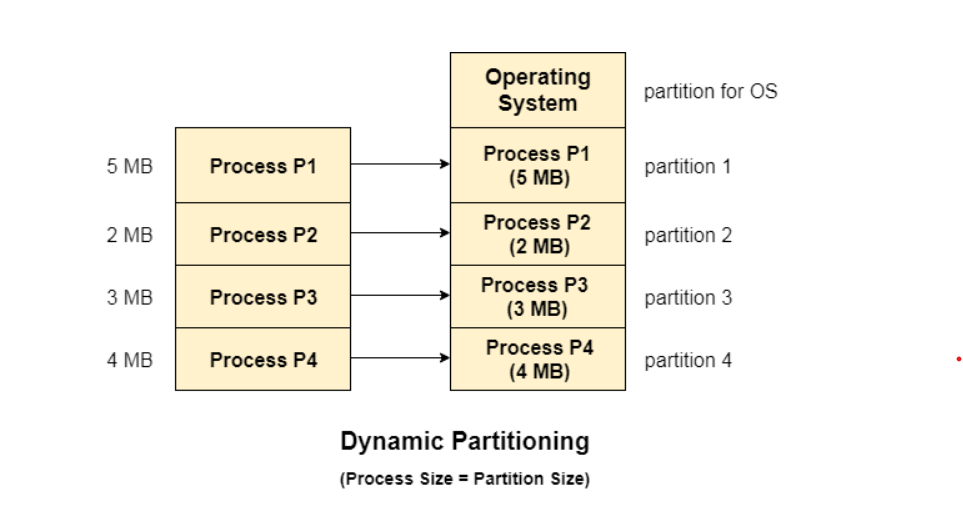 Operating
System
partition for OS
5 MB
Process P1
Process P1
(5 MB)
partition 1
2 MB
Process P2
Process P2
(2 MB)
partition 2
3 MB
Process P3
Process P3
(3 MB)
partition 3
4 MB
Process P4
Process P4
(4 MB)
partition 4
Dynamic Partitioning
(Process Size = Partition Size)